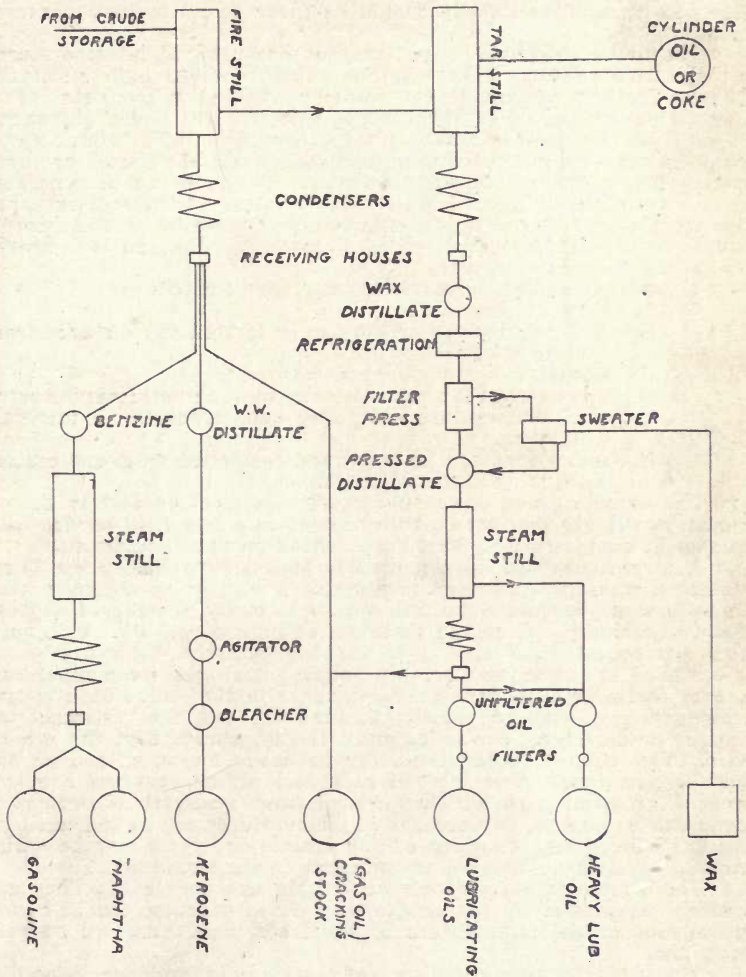 FROM CRUDE
STORAGE
FIRE STILL
TAR STILL
CYLINDER
OIL
OR
COKE
CONDENSERS
RECEIVING HOUSES
WAX
DISTILLATE
REFRIGERATION
FILTER
PRESS
SWEATER
BENZINE
W.W.
DISTILLATE
PRESSED
DISTILLATE
STEAM
STILL
STEAM
STILL
AGITATOR
BLEACHER
UNFILTERED
OIL
FILTERS
GASOLINE
NAPHTHA
KEROSENE
(GAS OIL)
CRACKING
STOCK
LUBRICATING
OILS
HEAVY LUB
OIL
WAX